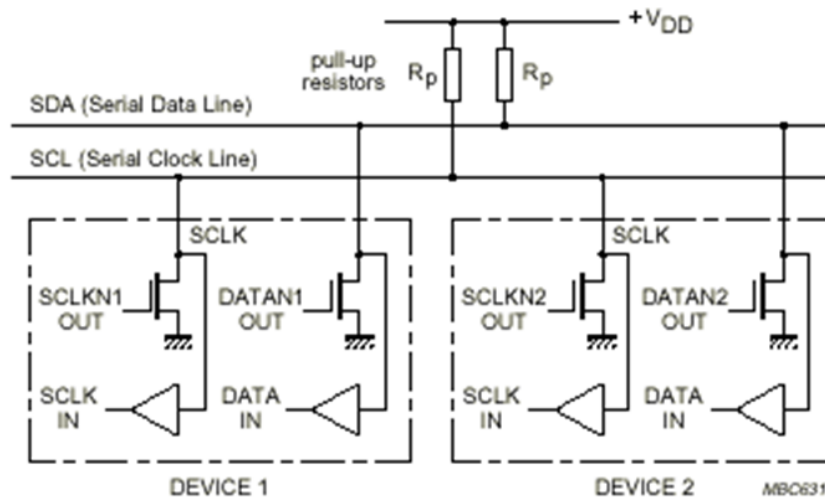 +VDD
pull-up
resistors
Rp
Rp
SDA (Serial Data Line)
SCL (Serial Clock Line)
SCLK
SCLK
SCLKN1
OUT
DATAN1
OUT
SCLKN2
OUT
DATAN2
OUT
SCLK
IN
DATA
IN
SCLK
IN
DATA
IN
DEVICE 1
DEVICE 2
MBC631